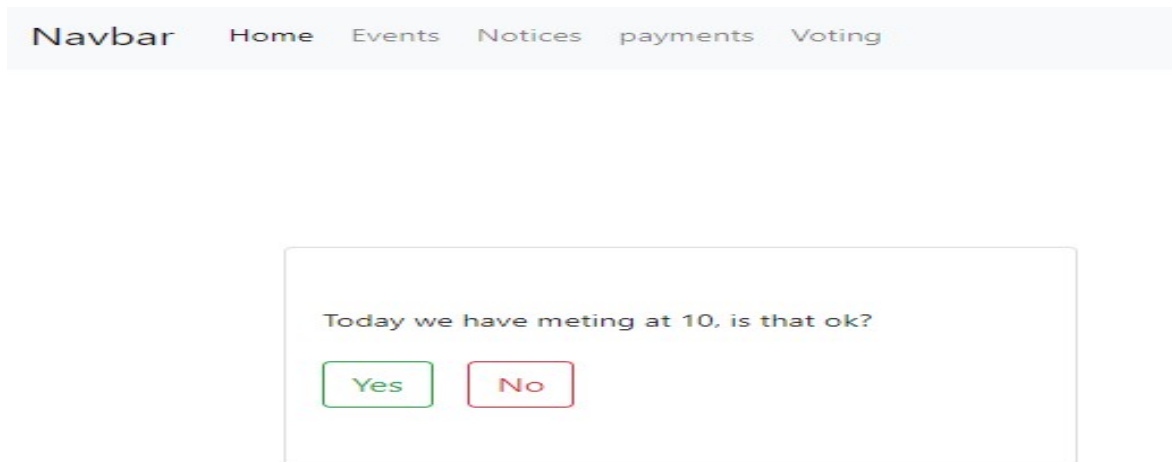 Navbar Home Events Notices payments Voting
Today we have meting at 10, is that ok?
Yes No